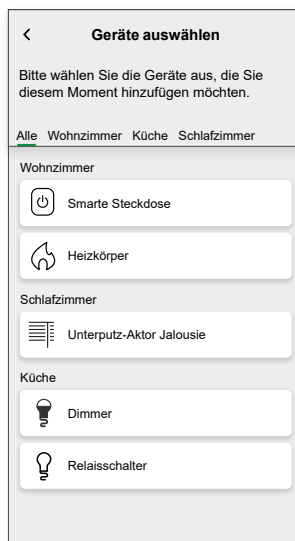 Geräte auswählen
Bitte wählen Sie die Geräte aus, die Sie
diesem Moment hinzufügen möchten.
Alle Wohnzimmer Küche Schlafzimmer
Wohnzimmer
Smarte Steckdose
Heizkörper
Schlafzimmer
Unterputz-Aktor Jalousie
Küche
Dimmer
Relaisschalter